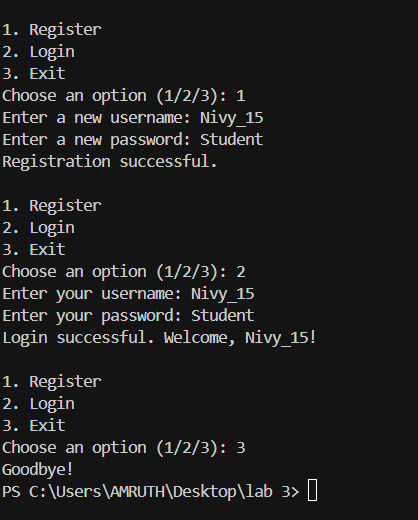 1. Register
2. Login
3. Exit
Choose an option (1/2/3): 1
Enter a new username: Nivy_15
Enter a new password: Student
Registration successful.
1. Register
2. Login
3. Exit
Choose an option (1/2/3): 2
Enter your username: Nivy_15
Enter your password: Student
Login successful. Welcome, Nivy_15!
1. Register
2. Login
3. Exit
Choose an option (1/2/3): 3
Goodbye!
PS C:\Users\AMRUTH\Desktop\lab 3>